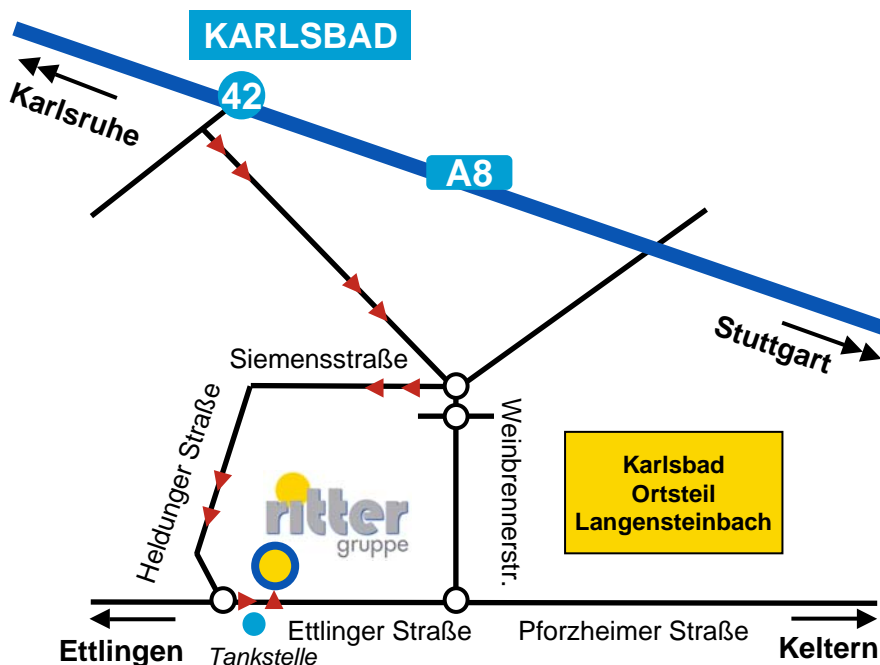 KARLSBAD
42
Karlsruhe
A8
Stuttgart
Siemensstraße
Weinbrennerstr.
Heldunger Straße
Karlsbad
Ortsteil
Langensteinbach
ritter
gruppe
Ettlinger Straße
Pforzheimer Straße
Ettlingen
Tankstelle
Keltern